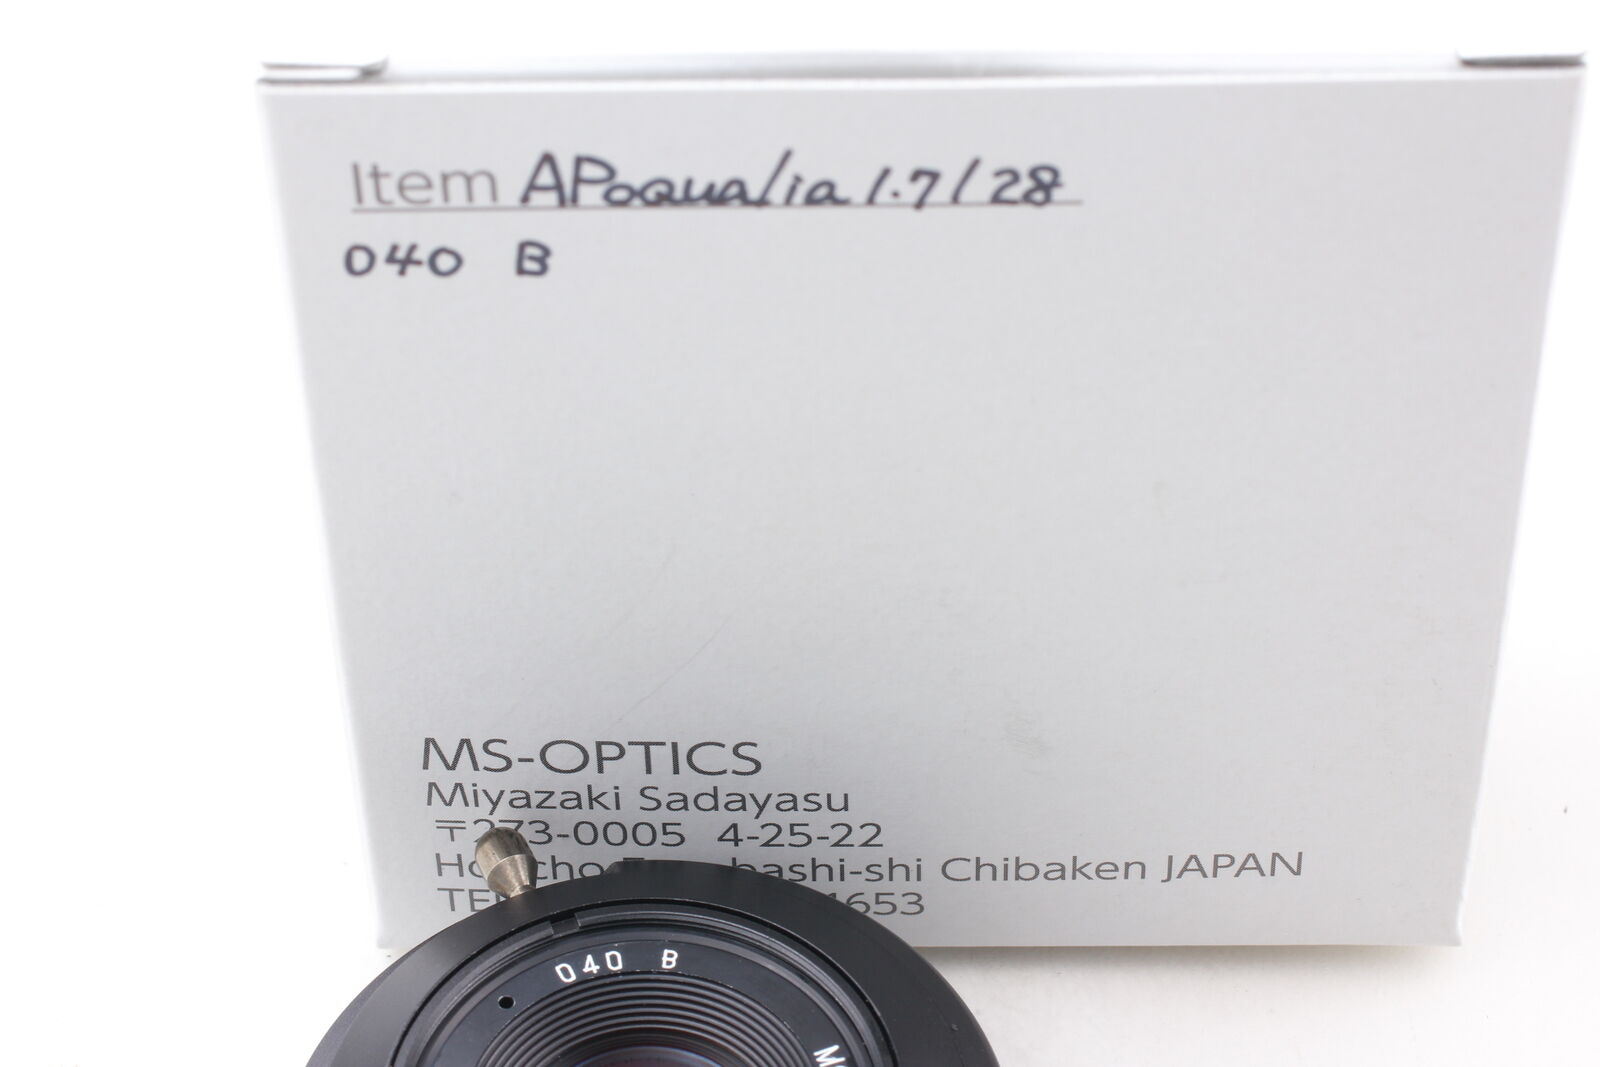 Item APoqualia 1.7/28
040 B
MS-OPTICS
Miyazaki Sadayasu
〒273-0005 4-25-22
Chibaken JAPAN
040 B